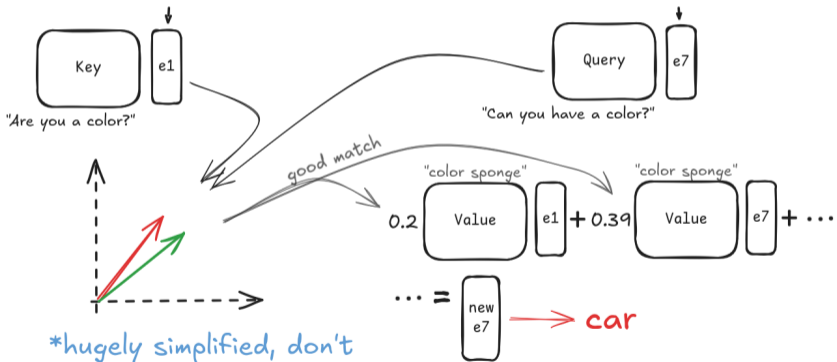 Key
e1
"Are you a color?"
Query
e7
"Can you have a color?"
good match
"color sponge"
"color sponge"
0.2
Value
e1
+ 0.39
Value
e7
+ ...
... =
new
e7
car
*hugely simplified, don't